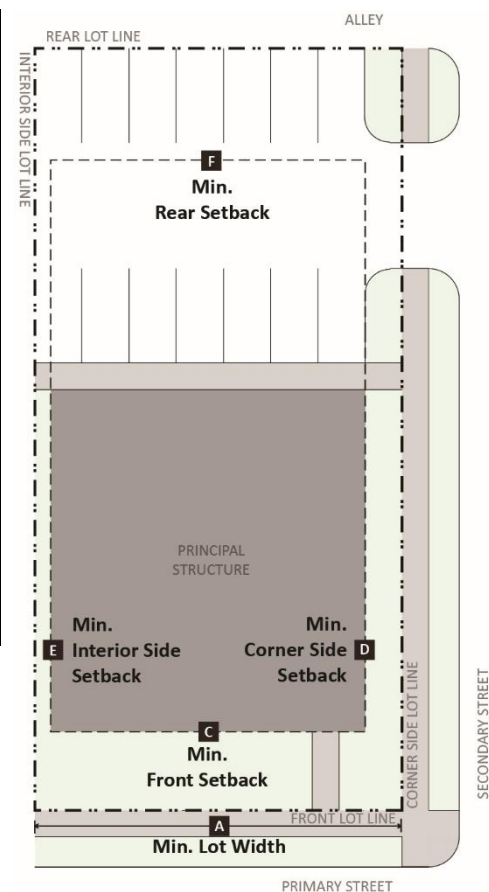 ALLEY
REAR LOT LINE
INTERIOR SIDE LOT LINE
F
Min.
Rear Setback
PRINCIPAL
STRUCTURE
Min.
E Interior Side
Setback
Min.
Corner Side D
Setback
C
Min.
Front Setback
CORNER SIDE LOT LINE
SECONDARY STREET
FRONT LOT LINE
A
Min. Lot Width
PRIMARY STREET